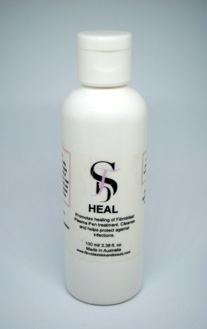 S5
HEAL
Promotes healing of Fibroblast
Plasma Pen treatment. Cleanse
and helps protect against
infections.
100 ml/ 3.38 fl. oz
Made in Australia